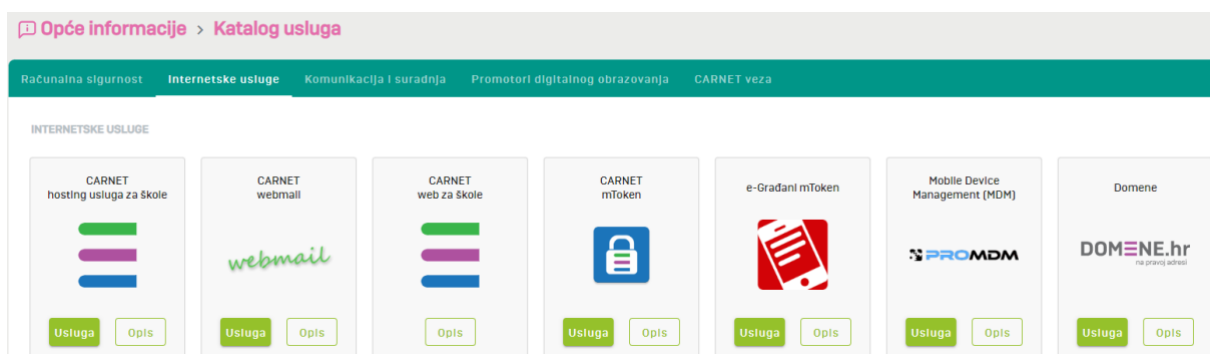 Opće informacije > Katalog usluga
Računalna sigurnost Internetske usluge Komunikacija i suradnja Promotori digitalnog obrazovanja CARNET veza
INTERNETSKE USLUGE
CARNET
hosting usluga za škole
CARNET
webmail
CARNET
web za škole
CARNET
mToken
e-Građani mToken
Mobile Device
Management (MDM)
Domene
webmail
PROMDM
DOMENE.hr
na pravoj adresi
Usluga Opis
Usluga Opis
Opis
Usluga Opis
Usluga Opis
Usluga Opis
Usluga Opis